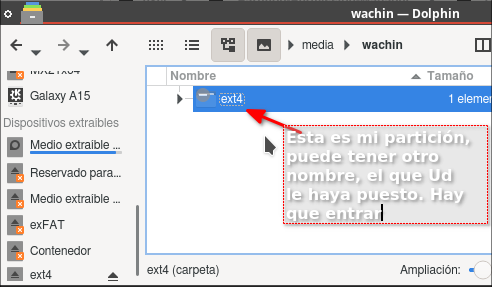 wachin — Dolphin
media
wachin
MX21x64
Galaxy A15
Dispositivos extraíbles
Medio extraible ...
Reservado para...
Medio extraible ...
exFAT
Contenedor
ext4
Nombre
Tamaño
ext4
1 elemen
Esta es mi partición,
puede tener otro
nombre, el que Ud
le haya puesto. Hay
que entrar
ext4 (carpeta)
Ampliación: